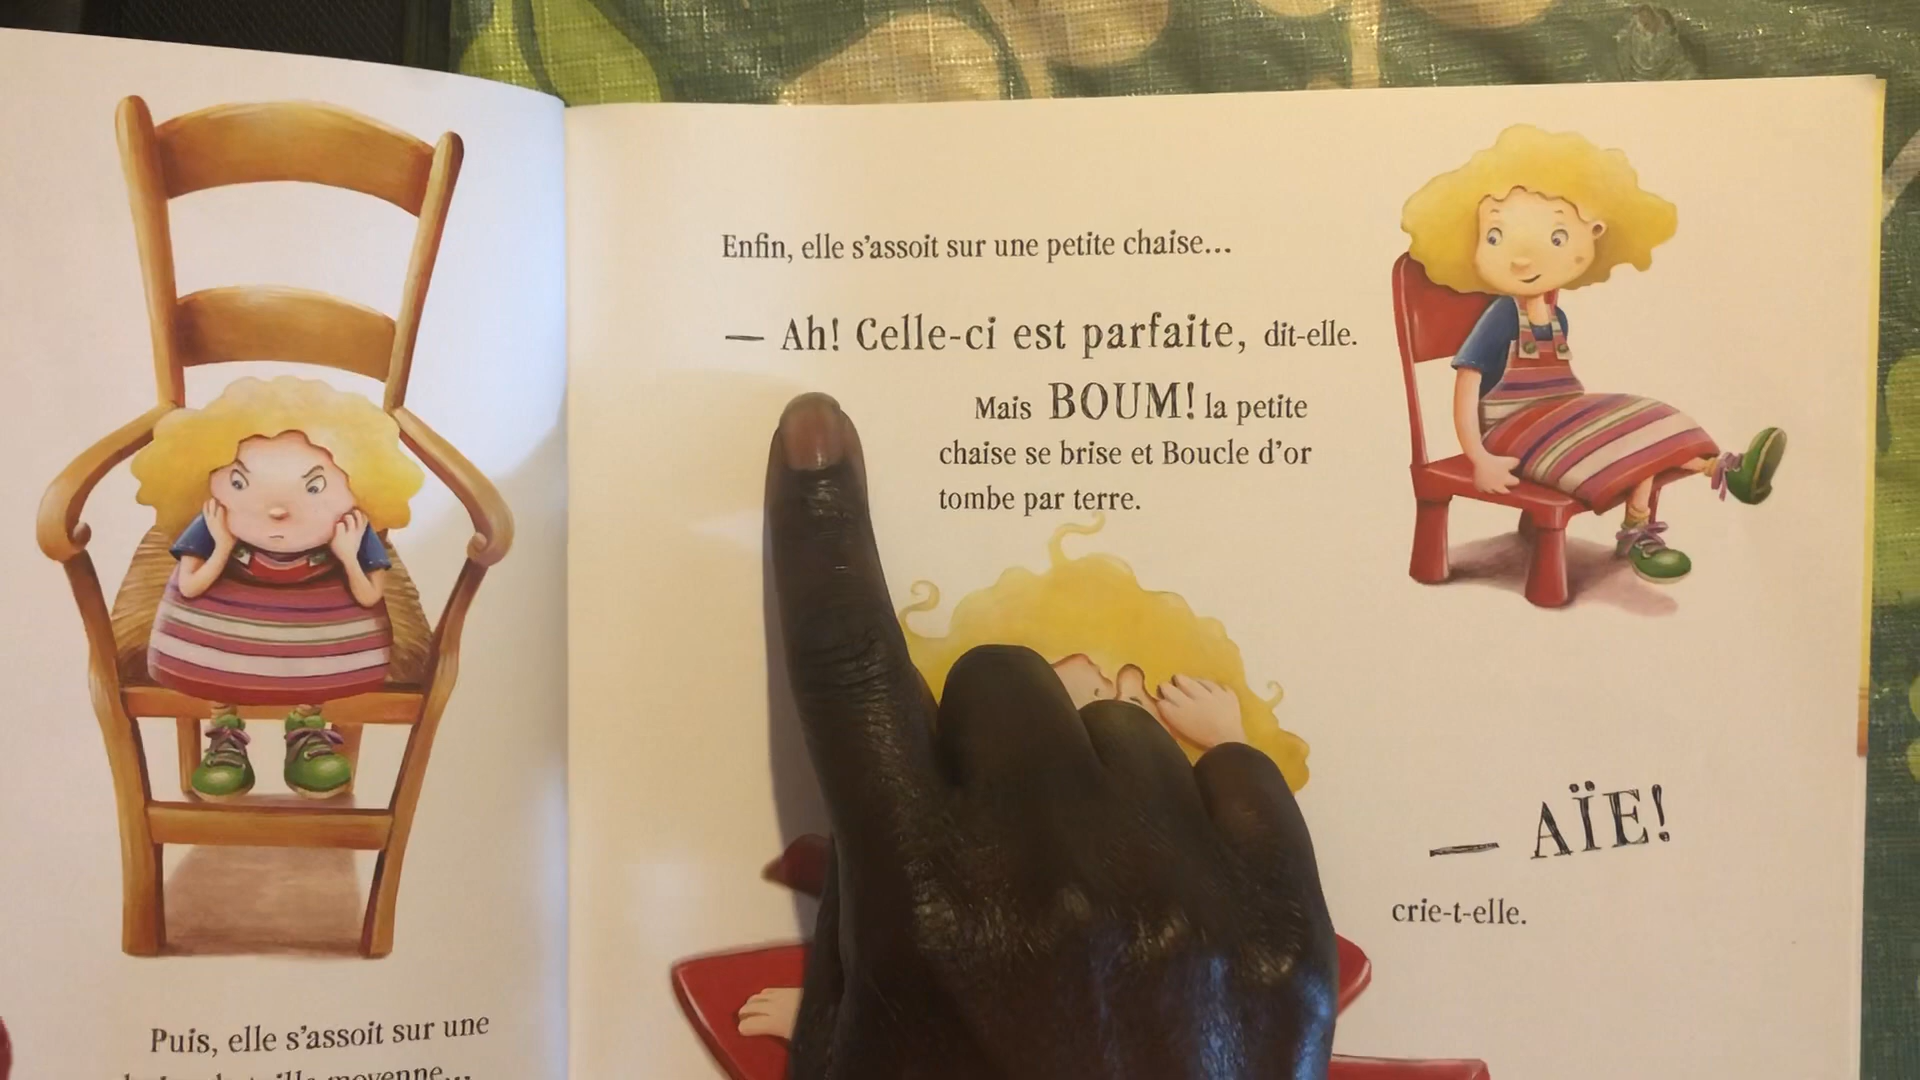 Puis, elle s'assoit sur une
moyenne...
Enfin, elle s'assoit sur une petite chaise...
— Ah! Celle-ci est parfaite, dit-elle.
Mais BOUM! la petite
chaise se brise et Boucle d'or
tombe par terre.
— AÏE!
crie-t-elle.